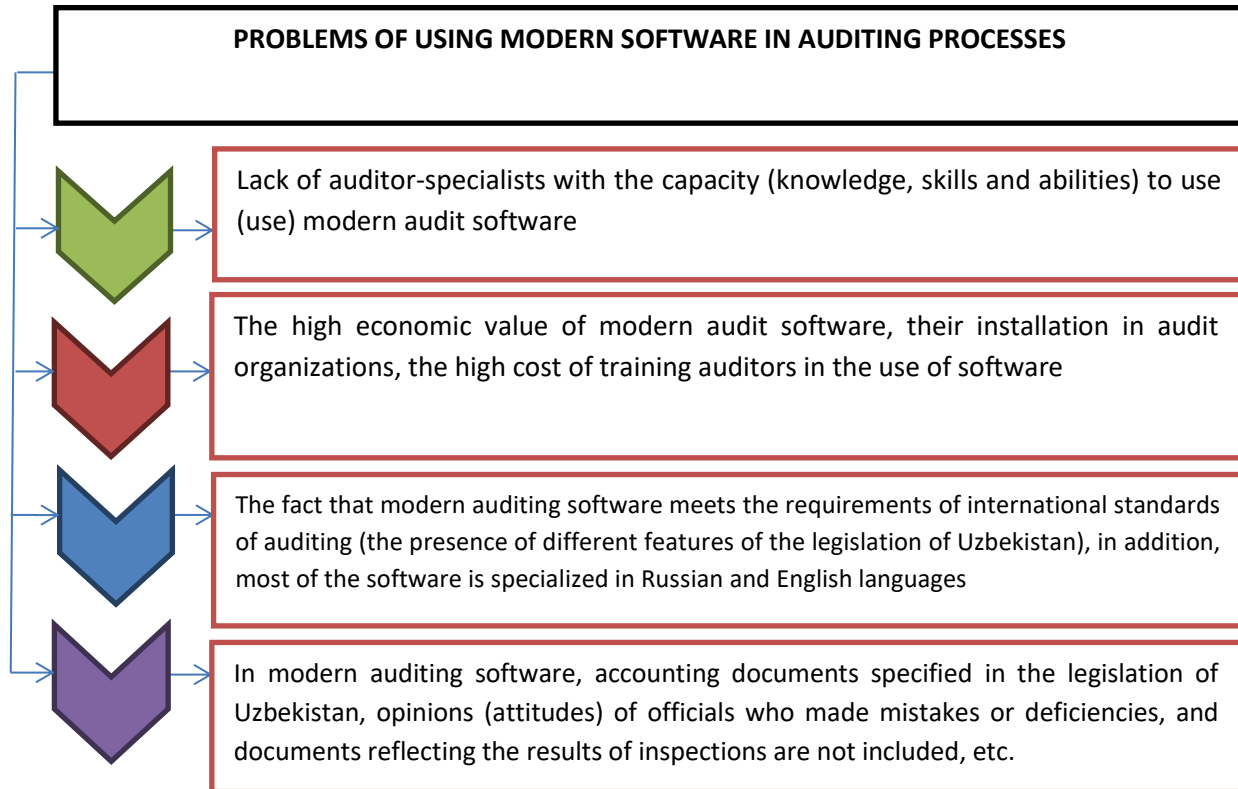 PROBLEMS OF USING MODERN SOFTWARE IN AUDITING PROCESSES
Lack of auditor-specialists with the capacity (knowledge, skills and abilities) to use
(use) modern audit software
The high economic value of modern audit software, their installation in audit
organizations, the high cost of training auditors in the use of software
The fact that modern auditing software meets the requirements of international standards
of auditing (the presence of different features of the legislation of Uzbekistan), in addition,
most of the software is specialized in Russian and English languages
In modern auditing software, accounting documents specified in the legislation of
Uzbekistan, opinions (attitudes) of officials who made mistakes or deficiencies, and
documents reflecting the results of inspections are not included, etc.